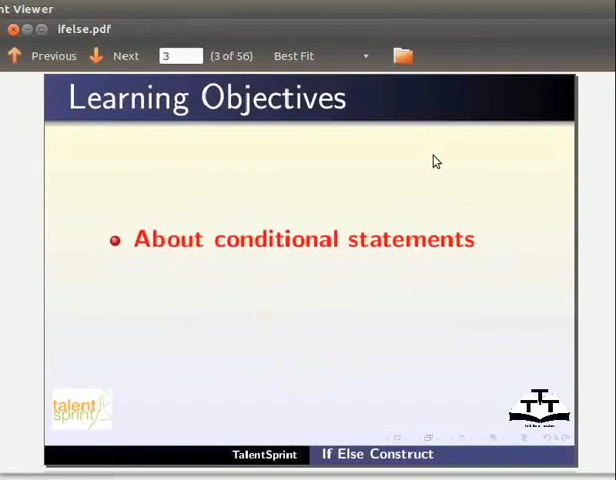 nt Viewer
ifelse.pdf
Previous Next 3 (3 of 56) Best Fit
Learning Objectives
About conditional statements
talent
sprint
TalentSprint If Else Construct